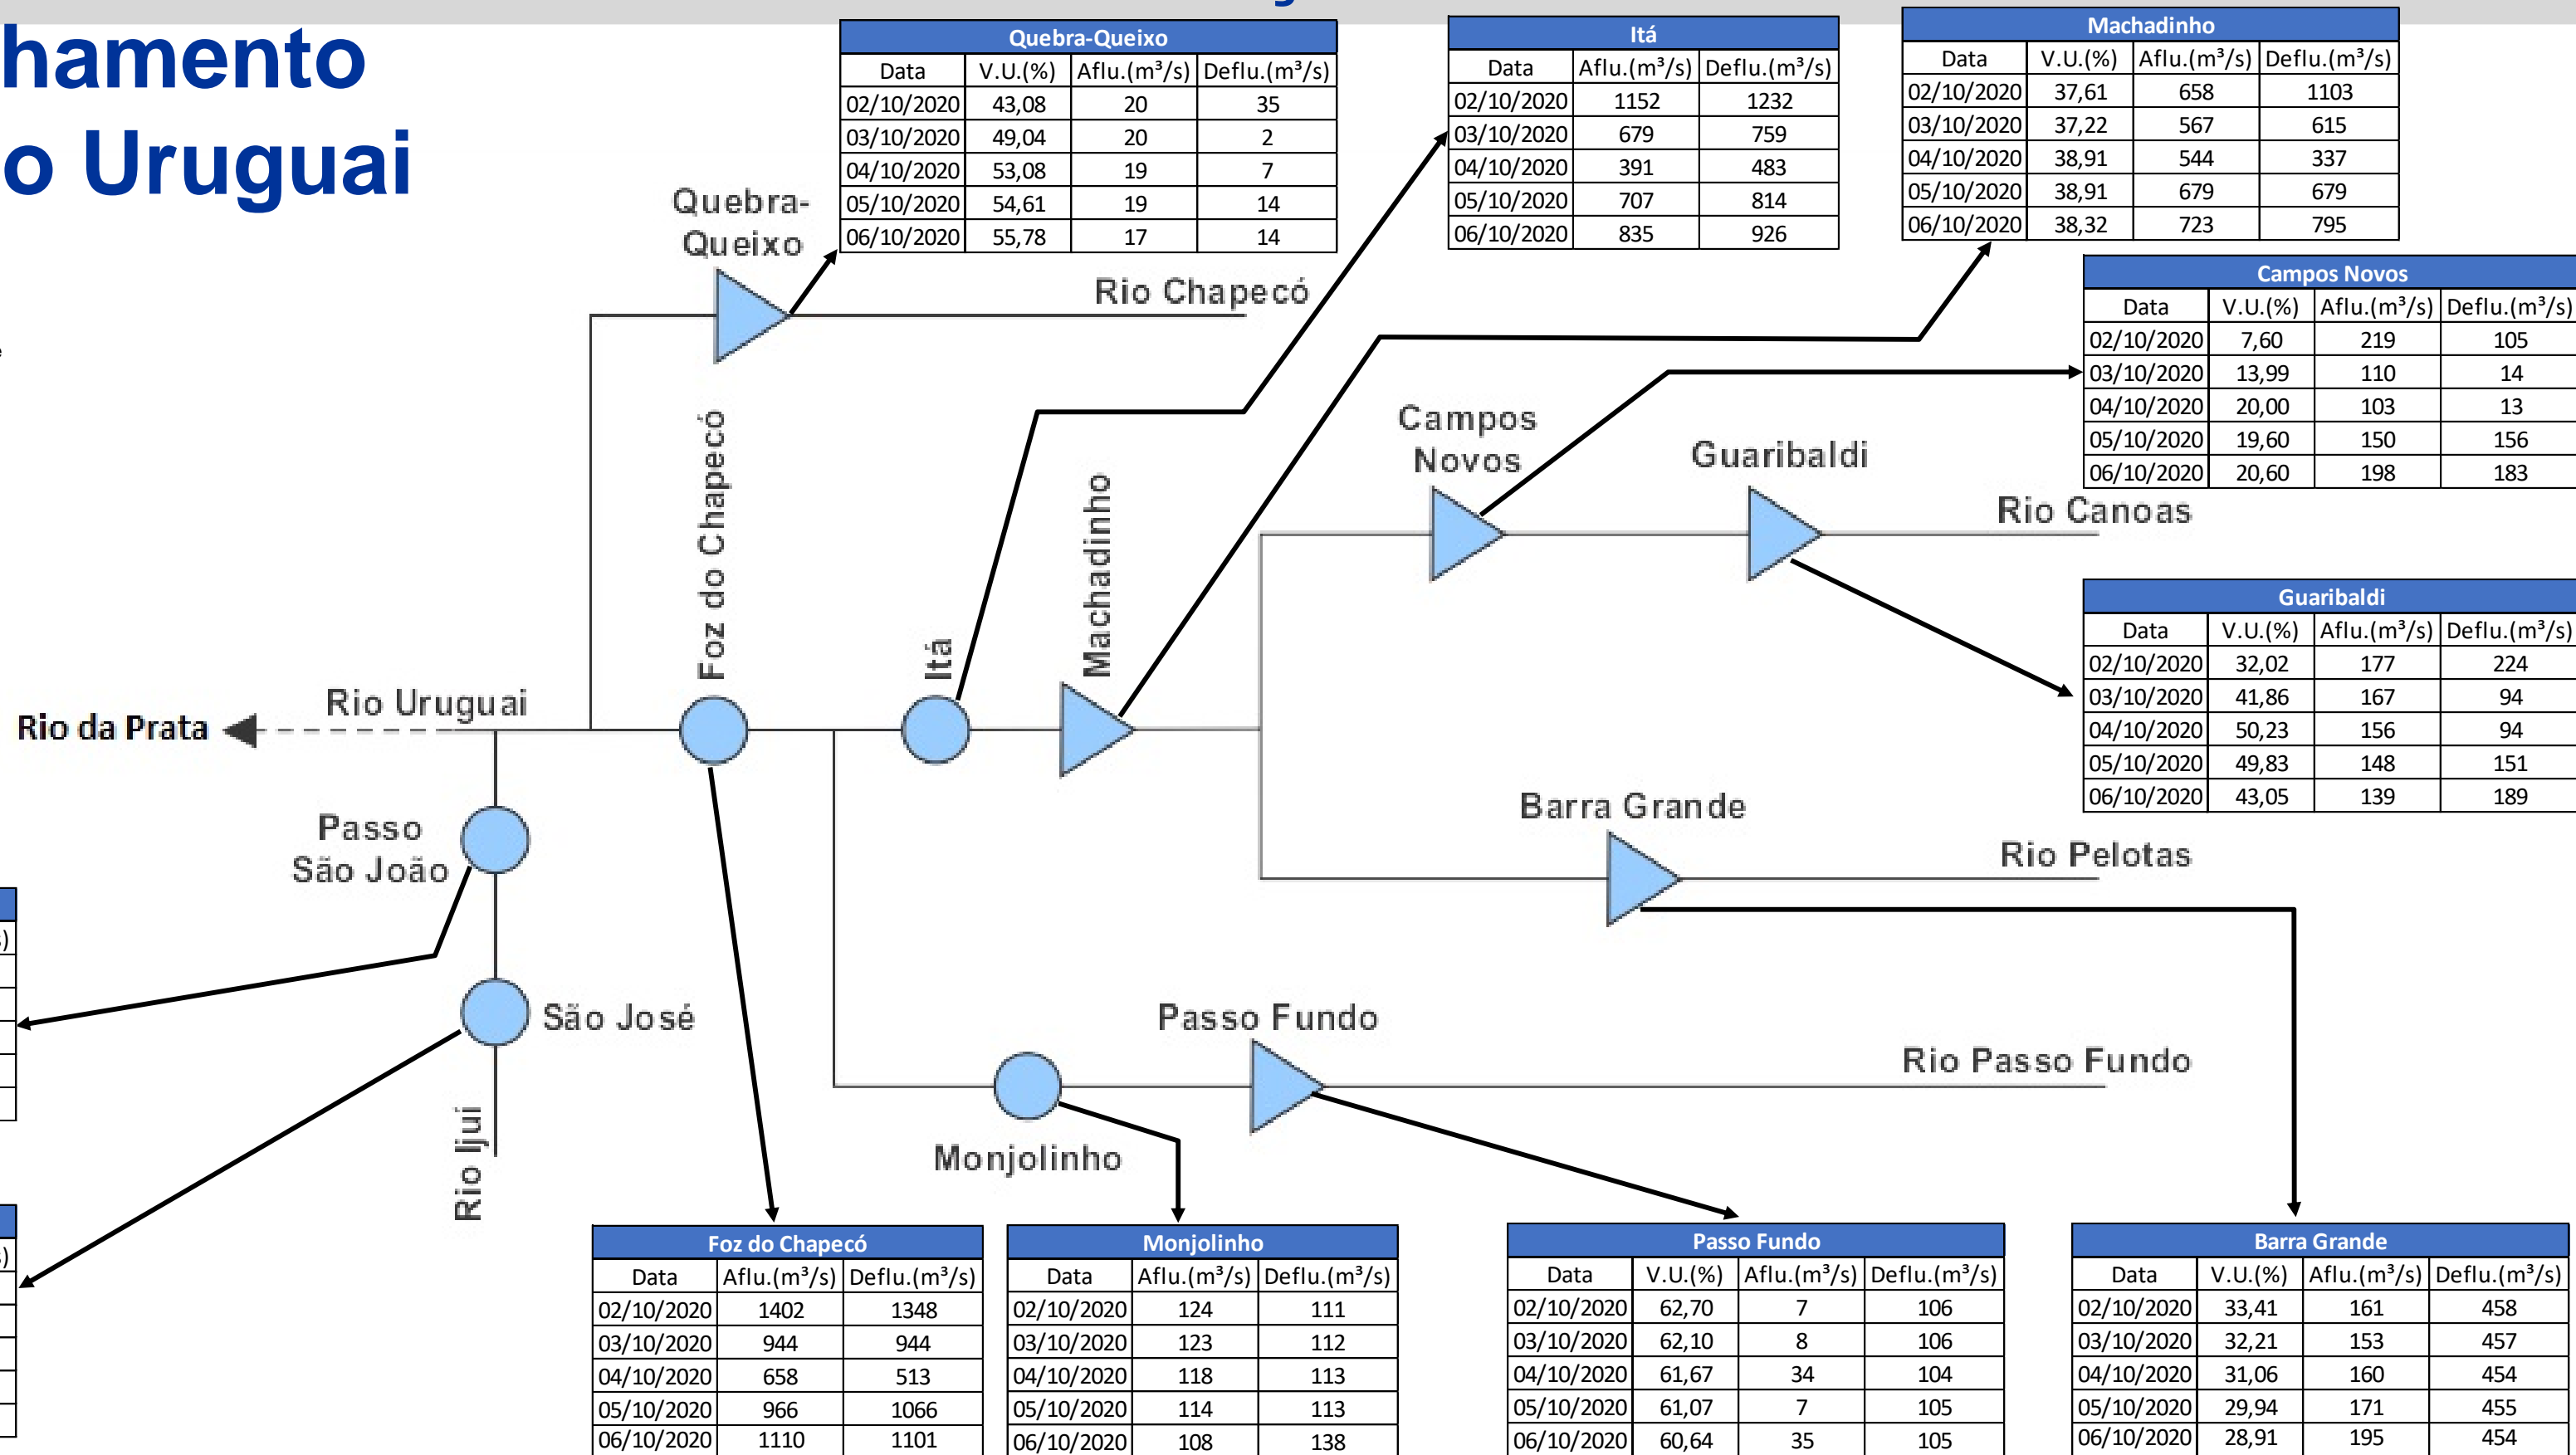 hamento
o Uruguai
Quebra-Queixo
Data V.U.(%) Aflu.(m³/s) Deflu.(m³/s)
02/10/2020 43,08 20 35
03/10/2020 49,04 20 2
04/10/2020 53,08 19 7
05/10/2020 54,61 19 14
06/10/2020 55,78 17 14
Itá
Data Aflu.(m³/s) Deflu.(m³/s)
02/10/2020 1152 1232
03/10/2020 679 759
04/10/2020 391 483
05/10/2020 707 814
06/10/2020 835 926
Machadinho
Data V.U.(%) Aflu.(m³/s) Deflu.(m³/s)
02/10/2020 37,61 658 1103
03/10/2020 37,22 567 615
04/10/2020 38,91 544 337
05/10/2020 38,91 679 679
06/10/2020 38,32 723 795
Campos Novos
Data V.U.(%) Aflu.(m³/s) Deflu.(m³/s)
02/10/2020 7,60 219 105
03/10/2020 13,99 110 14
04/10/2020 20,00 103 13
05/10/2020 19,60 150 156
06/10/2020 20,60 198 183
Quebra-
Queixo
Rio Chapecó
Foz do Chapecó
Itá
Machadinho
Campos
Novos
Guaribaldi
Rio Canoas
Guaribaldi
Data V.U.(%) Aflu.(m³/s) Deflu.(m³/s)
02/10/2020 32,02 177 224
03/10/2020 41,86 167 94
04/10/2020 50,23 156 94
05/10/2020 49,83 148 151
06/10/2020 43,05 139 189
Rio da Prata
Rio Uruguai
Passo
São João
São José
Rio Ijui
Barra Grande
Rio Pelotas
Passo Fundo
Rio Passo Fundo
Monjolinho
s)
s)
Foz do Chapecó
Data Aflu.(m³/s) Deflu.(m³/s)
02/10/2020 1402 1348
03/10/2020 944 944
04/10/2020 658 513
05/10/2020 966 1066
06/10/2020 1110 1101
Monjolinho
Data Aflu.(m³/s) Deflu.(m³/s)
02/10/2020 124 111
03/10/2020 123 112
04/10/2020 118 113
05/10/2020 114 113
06/10/2020 108 138
Passo Fundo
Data V.U.(%) Aflu.(m³/s) Deflu.(m³/s)
02/10/2020 62,70 7 106
03/10/2020 62,10 8 106
04/10/2020 61,67 34 104
05/10/2020 61,07 7 105
06/10/2020 60,64 35 105
Barra Grande
Data V.U.(%) Aflu.(m³/s) Deflu.(m³/s)
02/10/2020 33,41 161 458
03/10/2020 32,21 153 457
04/10/2020 31,06 160 454
05/10/2020 29,94 171 455
06/10/2020 28,91 195 454